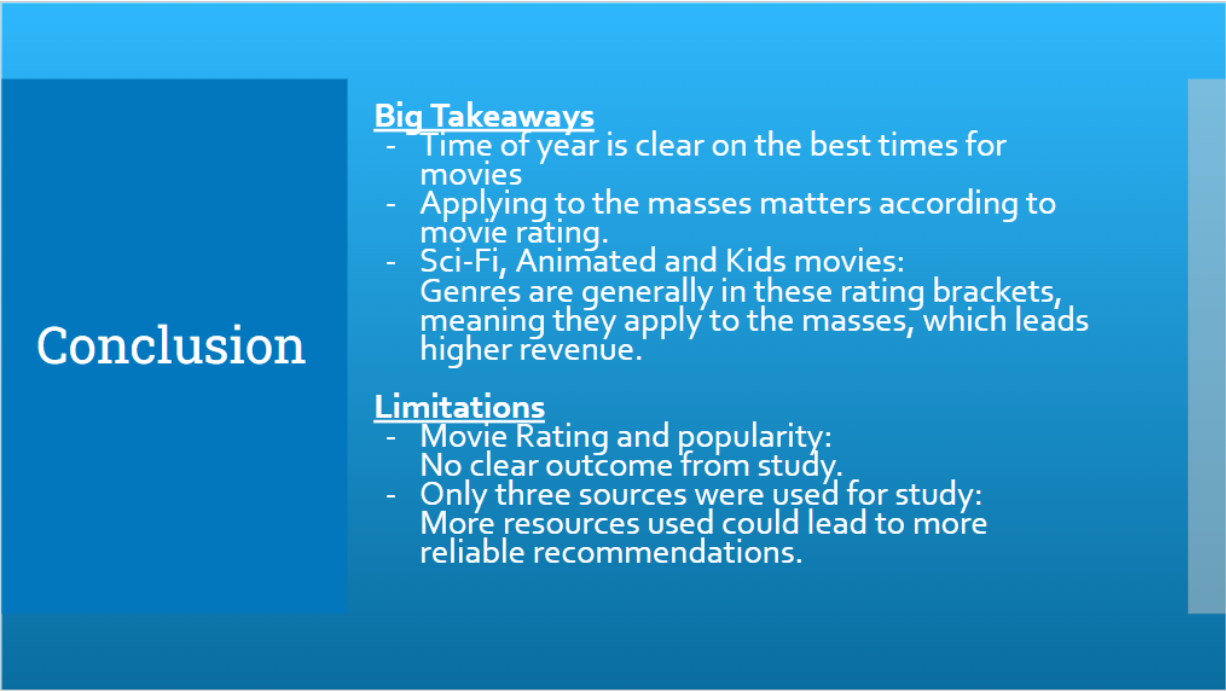 Conclusion
Big Takeaways
- Time of year is clear on the best times for
movies
- Applying to the masses matters according to
movie rating.
- Sci-Fi, Animated and Kids movies:
Genres are generally in these rating brackets,
meaning they apply to the masses, which leads
higher revenue.
Limitations
- Movie Rating and popularity:
No clear outcome from study.
- Only three sources were used for study:
More resources used could lead to more
reliable recommendations.